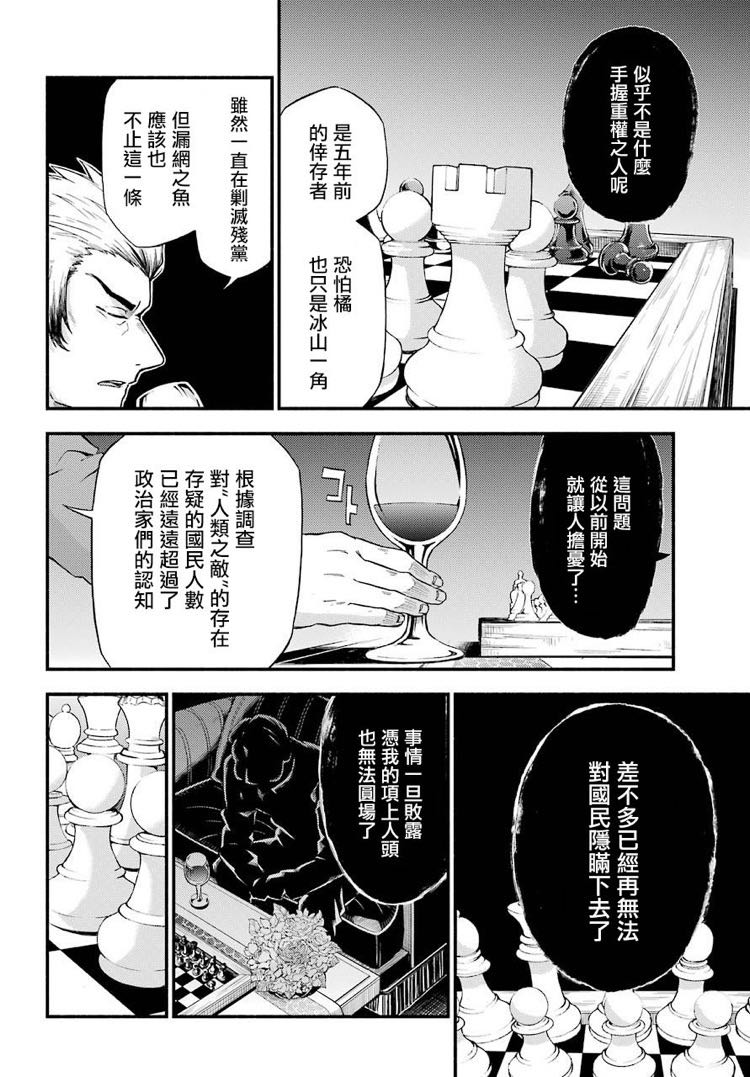 似乎不是什麼
手握重權之人呢
是五年前
的倖存者
恐怕橘
也只是冰山一角
雖然一直在剿滅殘黨
但漏網之魚
應該也
不止這一條
這問題
從以前開始
就讓人擔憂了…
コト
根據調查
對“人類之敵”的存在
存疑的國民人數
已經遠遠超過了
政治家們的認知
差不多已經再無法
對國民隱瞞下去了
事情一旦敗露
憑我的項上人頭
也無法圓場了